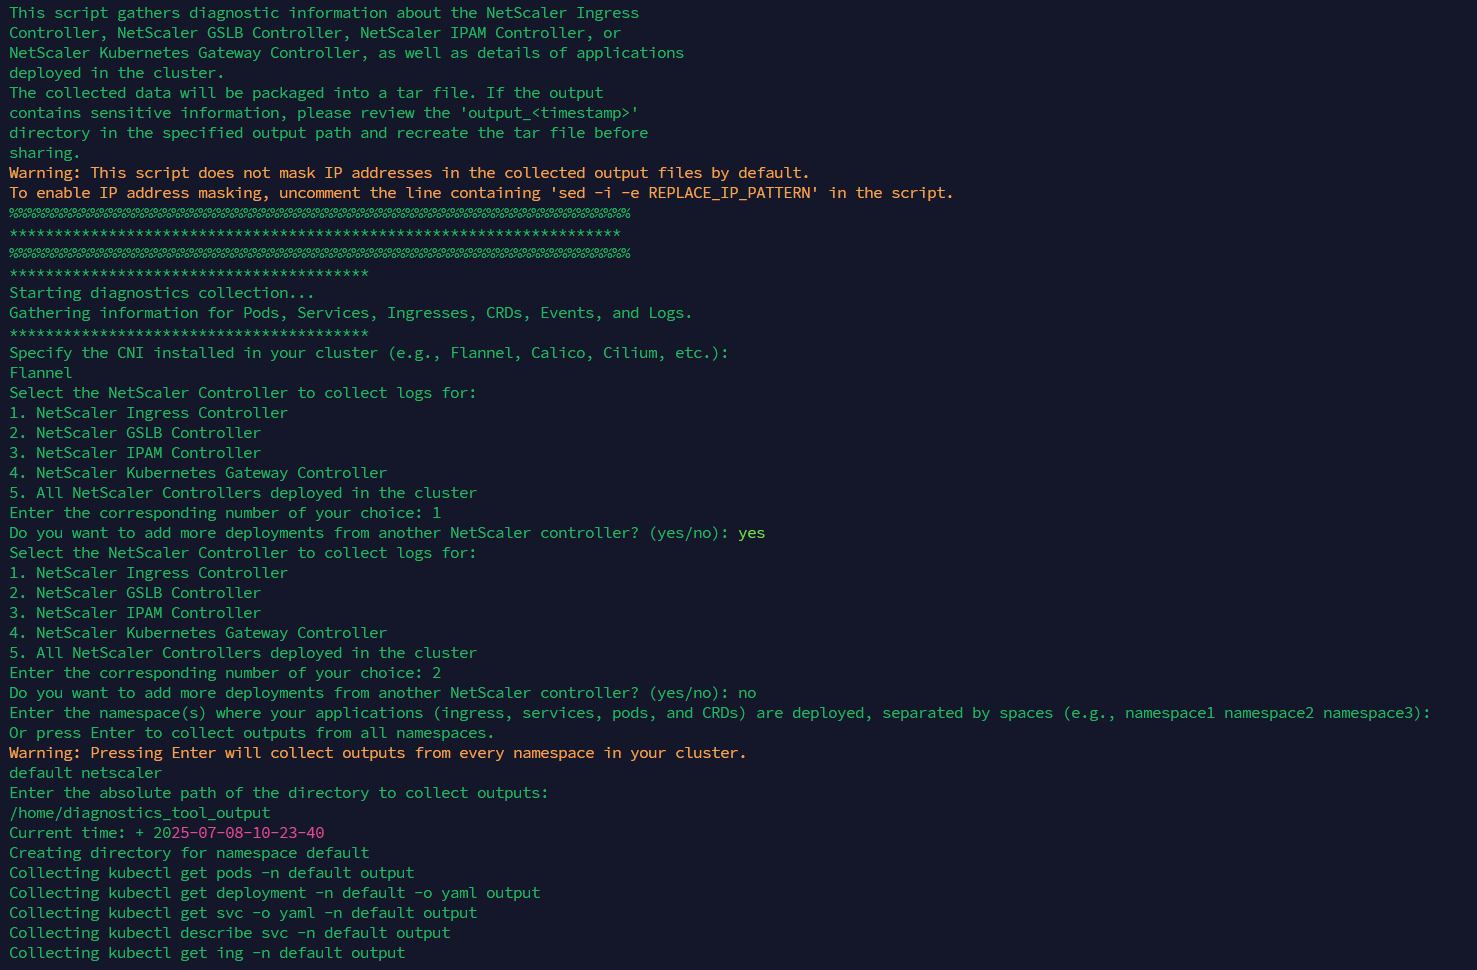 This script gathers diagnostic information about the NetScaler Ingress
Controller, NetScaler GSLB Controller, NetScaler IPAM Controller, or
NetScaler Kubernetes Gateway Controller, as well as details of applications
deployed in the cluster.
The collected data will be packaged into a tar file. If the output
contains sensitive information, please review the 'output_<timestamp>'
directory in the specified output path and recreate the tar file before
sharing.
Warning: This script does not mask IP addresses in the collected output files by default.
To enable IP address masking, uncomment the line containing 'sed -i -e REPLACE_IP_PATTERN' in the script.
%%%%%%%%%%%%%%%%%%%%%%%%%%%%%%%%%%%%%%%%%%%%%%%%%%%%%%%%%%%%%%%%%%%%%
********************************************************************
%%%%%%%%%%%%%%%%%%%%%%%%%%%%%%%%%%%%%%%%%%%%%%%%%%%%%%%%%%%%%%%%%%%%%
****************************************
Starting diagnostics collection...
Gathering information for Pods, Services, Ingresses, CRDs, Events, and Logs.
****************************************
Specify the CNI installed in your cluster (e.g., Flannel, Calico, Cilium, etc.):
Flannel
Select the NetScaler Controller to collect logs for:
1. NetScaler Ingress Controller
2. NetScaler GSLB Controller
3. NetScaler IPAM Controller
4. NetScaler Kubernetes Gateway Controller
5. All NetScaler Controllers deployed in the cluster
Enter the corresponding number of your choice: 1
Do you want to add more deployments from another NetScaler controller? (yes/no): yes
Select the NetScaler Controller to collect logs for:
1. NetScaler Ingress Controller
2. NetScaler GSLB Controller
3. NetScaler IPAM Controller
4. NetScaler Kubernetes Gateway Controller
5. All NetScaler Controllers deployed in the cluster
Enter the corresponding number of your choice: 2
Do you want to add more deployments from another NetScaler controller? (yes/no): no
Enter the namespace(s) where your applications (ingress, services, pods, and CRDs) are deployed, separated by spaces (e.g., namespace1 namespace2 namespace3):
Or press Enter to collect outputs from all namespaces.
Warning: Pressing Enter will collect outputs from every namespace in your cluster.
default netscaler
Enter the absolute path of the directory to collect outputs:
/home/diagnostics_tool_output
Current time: + 2025-07-08-10-23-40
Creating directory for namespace default
Collecting kubectl get pods -n default output
Collecting kubectl get deployment -n default -o yaml output
Collecting kubectl get svc -o yaml -n default output
Collecting kubectl describe svc -n default output
Collecting kubectl get ing -n default output